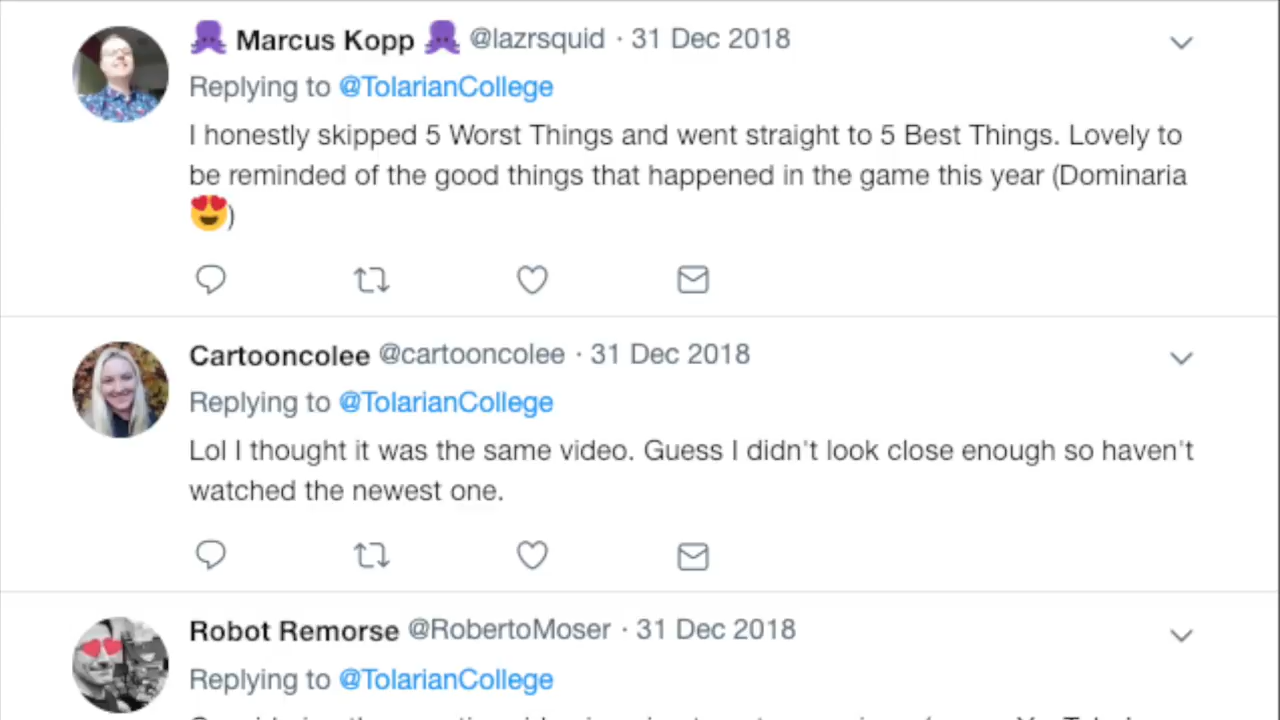 Marcus Kopp @lazrsquid · 31 Dec 2018
Replying to @TolarianCollege
I honestly skipped 5 Worst Things and went straight to 5 Best Things. Lovely to
be reminded of the good things that happened in the game this year (Dominaria
😍)
Cartooncolee @cartooncolee · 31 Dec 2018
Replying to @TolarianCollege
Lol I thought it was the same video. Guess I didn't look close enough so haven't
watched the newest one.
Robot Remorse @RobertoMoser · 31 Dec 2018
Replying to @TolarianCollege